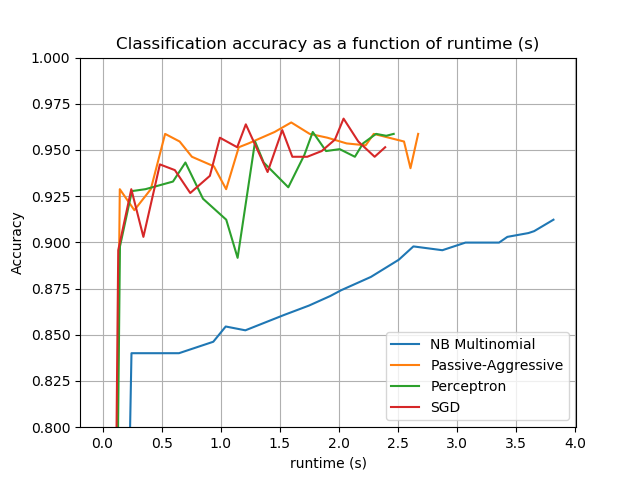 Classification accuracy as a function of runtime (s)
1.000
0.975
0.950
0.925
0.900
0.875
0.850
0.825
0.800
Accuracy
NB Multinomial
Passive-Aggressive
Perceptron
SGD
0.0 0.5 1.0 1.5 2.0 2.5 3.0 3.5 4.0
runtime (s)